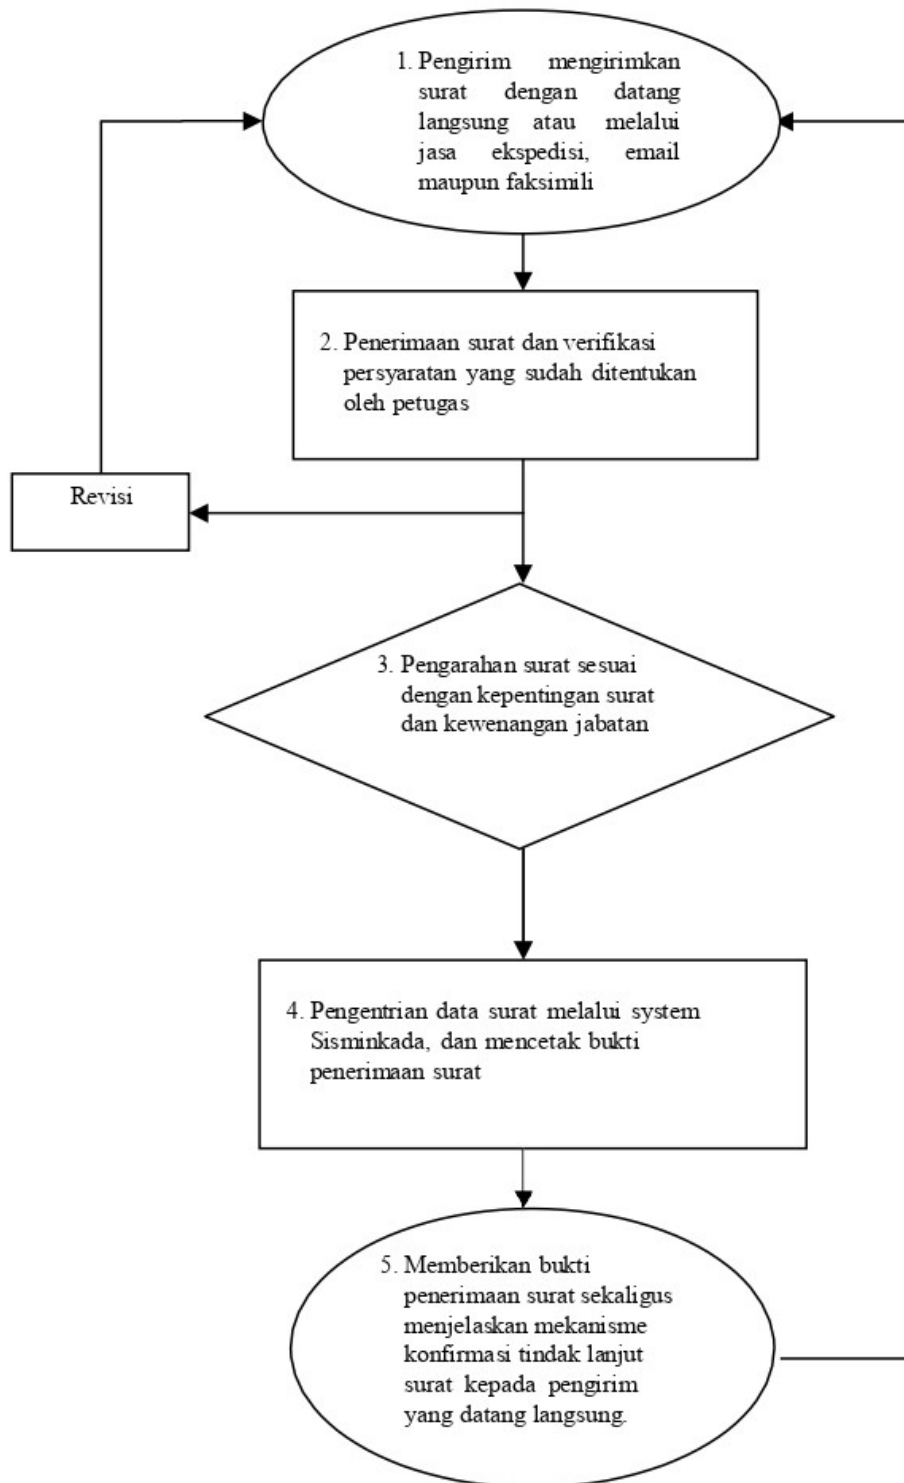 1. Pengirim mengirimkan
surat dengan datang
langsung atau melalui
jasa ekspedisi, email
maupun faksimili
2. Penerimaan surat dan verifikasi
persyaratan yang sudah ditentukan
oleh petugas
Revisi
3. Pengarahan surat sesuai
dengan kepentingan surat
dan kewenangan jabatan
4. Pengentrian data surat melalui system
Sisminkada, dan mencetak bukti
penerimaan surat
5. Memberikan bukti
penerimaan surat sekaligus
menjelaskan mekanisme
konfirmasi tindak lanjut
surat kepada pengirim
yang datang langsung.